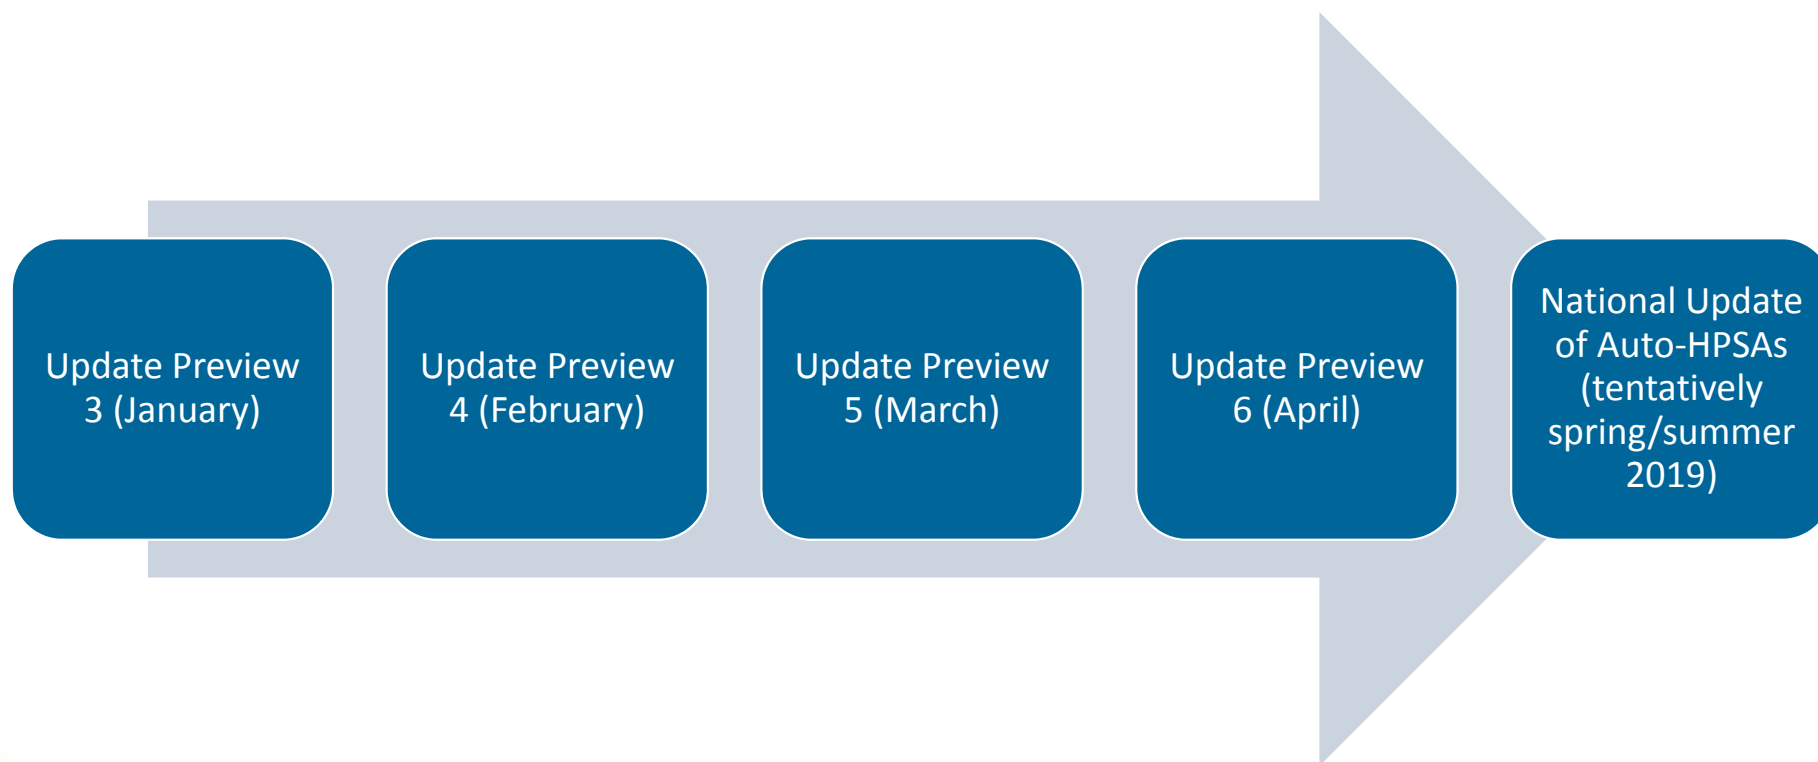 Update Preview
3 (January)
Update Preview
4 (February)
Update Preview
5 (March)
Update Preview
6 (April)
National Update
of Auto-HPSAs
(tentatively
spring/summer
2019)